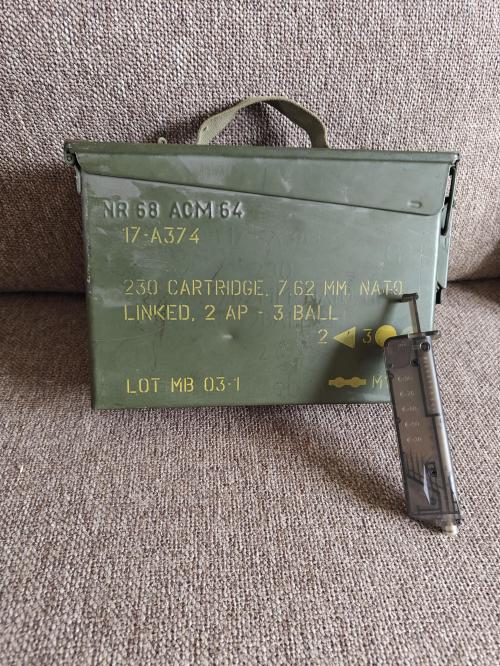 NR 68 ACM 64
17-A374
230 CARTRIDGE, 7,62 MM NATO
LINKED, 2 AP - 3 BALL
2 3
LOT MB 03-1 M